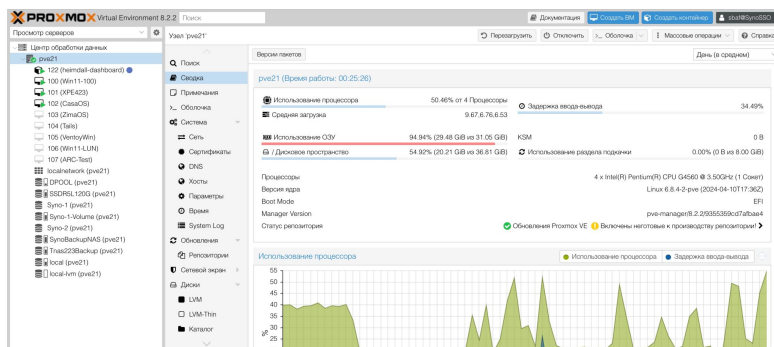 PROXMOX Virtual Environment 8.2.2 Поиск
Документация Создать ВМ Создать контейнер sbaf@SynoSSO
Просмотр серверов
Узел 'pve21' Перезагрузить Отключить Оболочка Массовые операции Справка
Центр обработки данных
pve21
122 (heimdall-dashboard)
100 (Win11-100)
101 (XPE423)
102 (CasaOS)
103 (ZimaOS)
104 (Tails)
105 (VentoyWin)
106 (Win11-LUN)
107 (ARC-Test)
localnetwork (pve21)
DPOOL (pve21)
SSDR5L120G (pve21)
Syno-1 (pve21)
Syno-1-Volume (pve21)
Syno-2 (pve21)
SynoBackupNAS (pve21)
Tnas223Backup (pve21)
local (pve21)
local-lvm (pve21)
Поиск
Сводка
Примечания
>_ Оболочка
Система
Сеть
Сертификаты
DNS
Хосты
Параметры
Время
System Log
Обновления
Репозитории
Сетевой экран
Диски
LVM
LVM-Thin
Каталог
Версии пакетов День (в среднем)
pve21 (Время работы: 00:25:26)
Использование процессора 50.46% от 4 Процессоры
Задержка ввода-вывода 34.49%
Средняя загрузка 9.67,6.76,6.53
Использование ОЗУ 94.94% (29.48 GiB из 31.05 GiB)
KSM 0 B
/ Дисковое пространство 54.92% (20.21 GiB из 36.81 GiB)
Использование раздела подкачки 0.00% (0 B из 8.00 GiB)
Процессоры 4 x Intel(R) Pentium(R) CPU G4560 @ 3.50GHz (1 Сокет)
Версия ядра Linux 6.8.4-2-pve (2024-04-10T17:36Z)
Boot Mode EFI
Manager Version pve-manager/8.2.2/9355359cd7afbae4
Статус репозитория Обновления Proxmox VE Включены неготовые к производству репозитории!
Использование процессора Использование процессора Задержка ввода-вывода
55
50
45
40
35
30
25
%